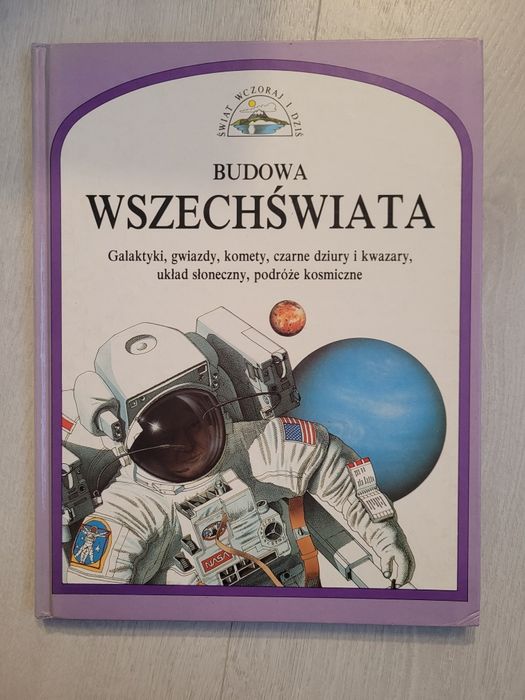 ŚWIAT WCZORAJ I DZIŚ
BUDOWA
WSZECHŚWIATA
Galaktyki, gwiazdy, komety, czarne dziury i kwazary,
układ słoneczny, podróże kosmiczne
NASA